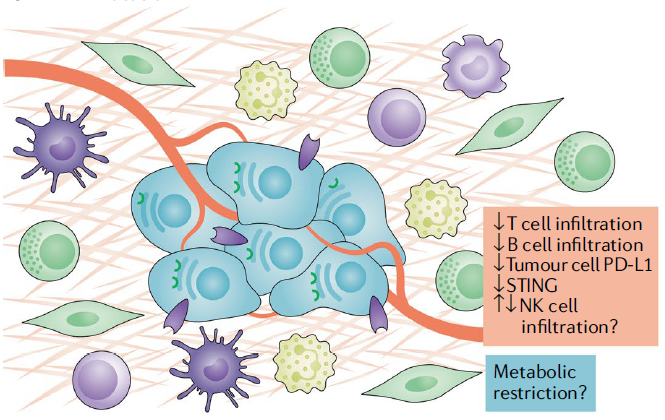 ↓T cell infiltration
↓B cell infiltration
↓Tumour cell PD-L1
↓STING
↑↓NK cell
infiltration?
Metabolic
restriction?